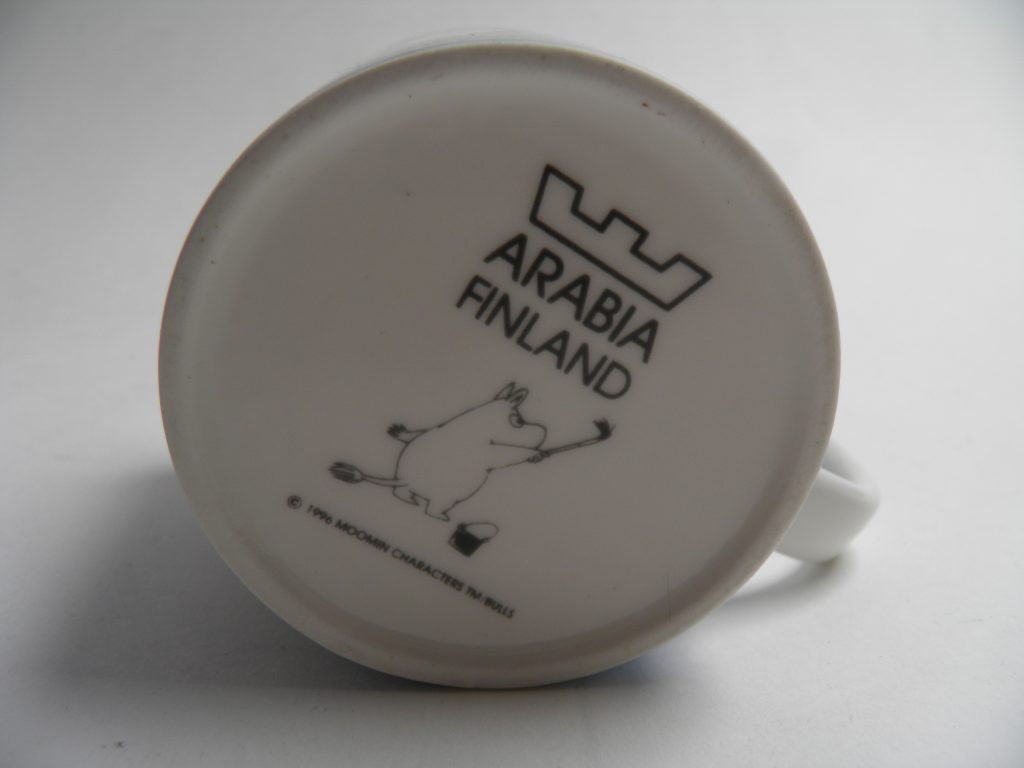 ARABIA
FINLAND
© 1996 MOOMIN CHARACTERS TM/BULLS